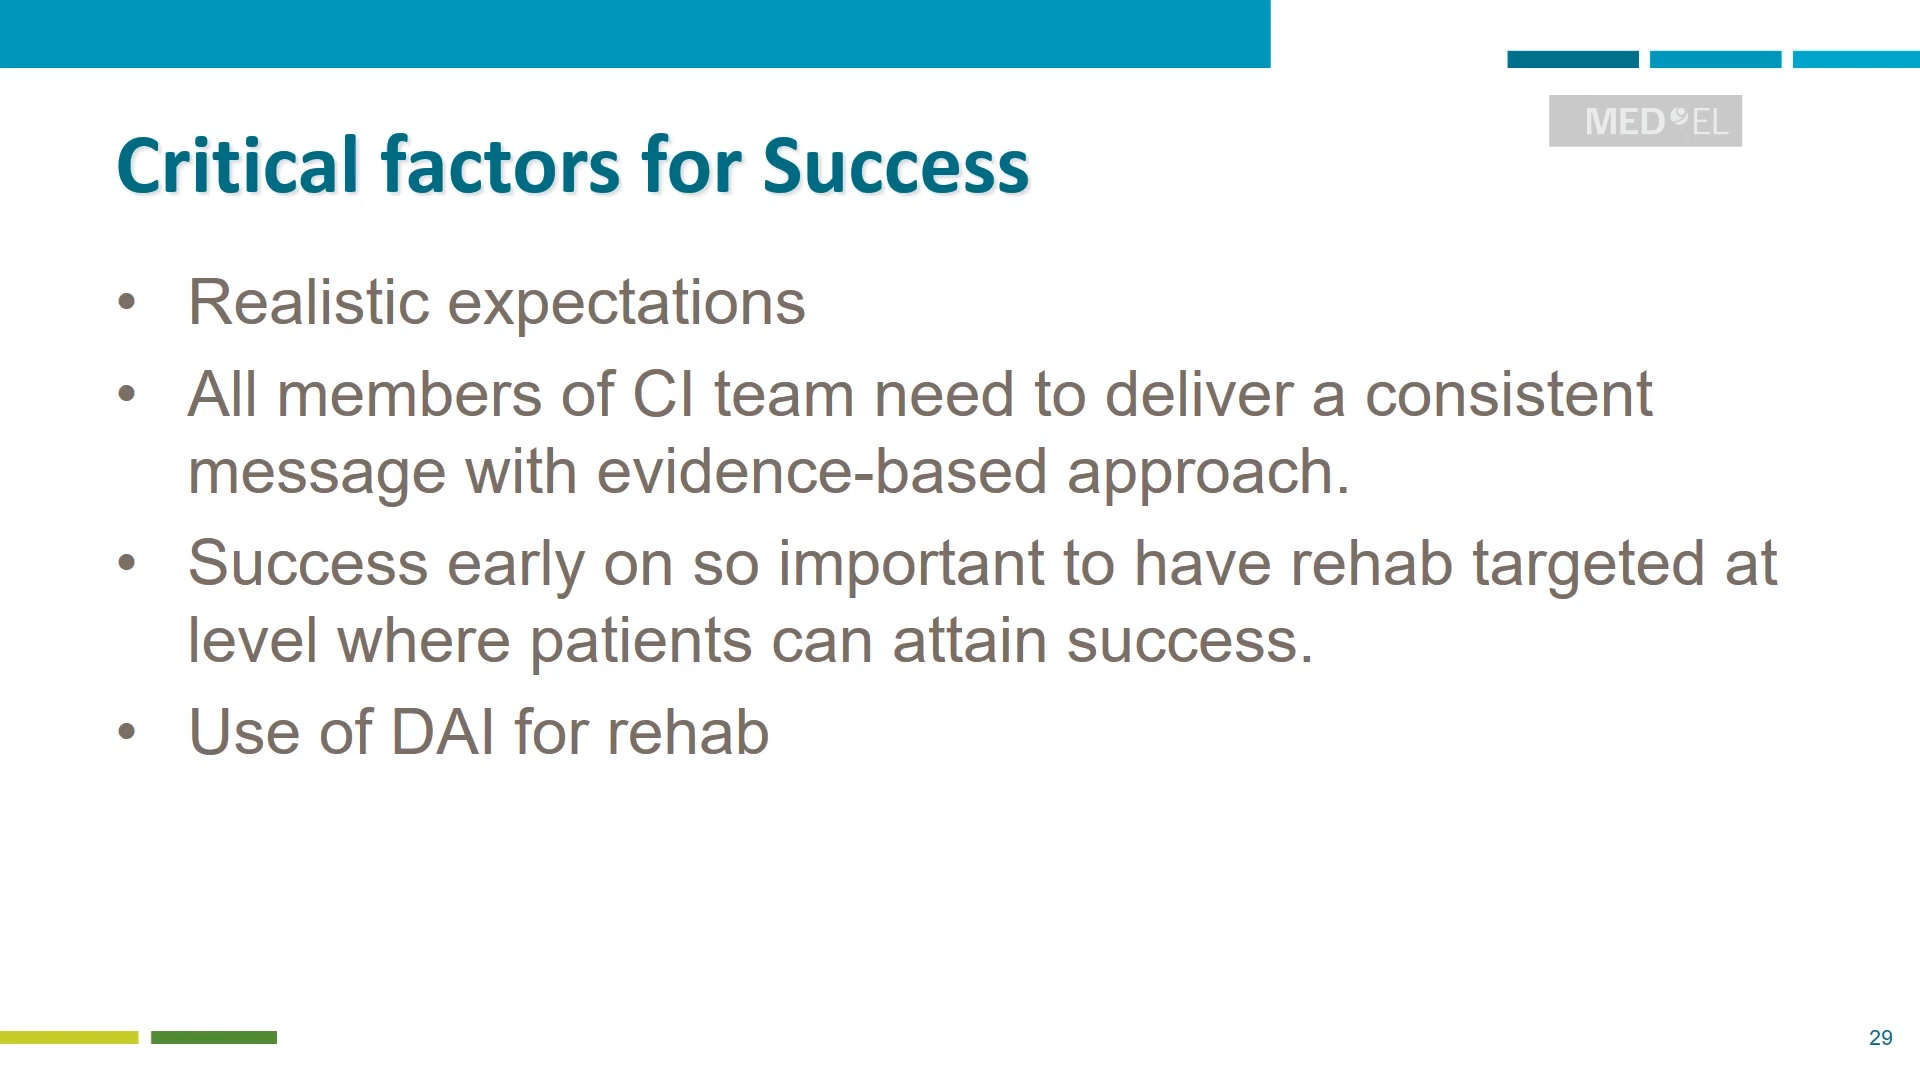 MED EL
Critical factors for Success
• Realistic expectations
• All members of CI team need to deliver a consistent
message with evidence-based approach.
• Success early on so important to have rehab targeted at
level where patients can attain success.
• Use of DAI for rehab
29